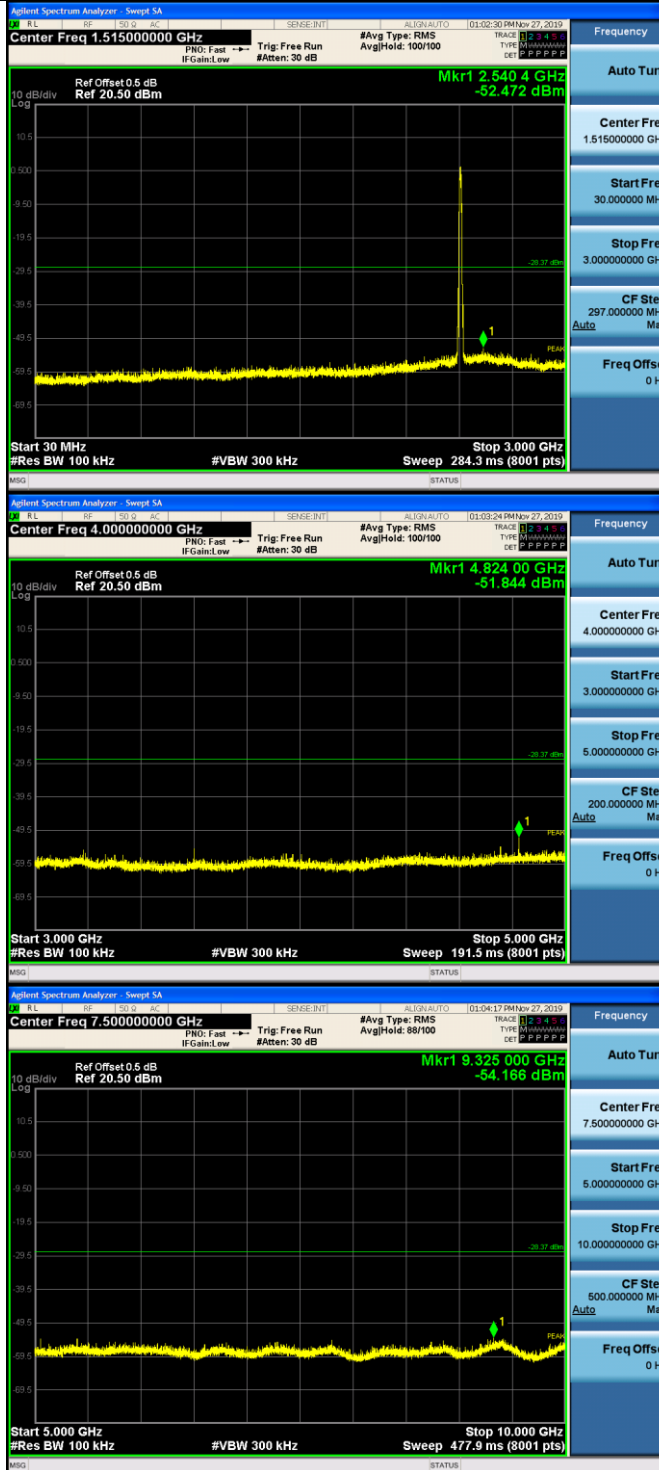 Agilent Spectrum Analyzer - Swept SA
RL RF 50 Ω AC SENSE:INT ALIGNAUTO 01:02:30 PM Nov 27, 2019
Center Freq 1.515000000 GHz
PNO: Fast
IFGain:Low
Trig: Free Run
#Atten: 30 dB
#Avg Type: RMS
Avg|Hold: 100/100
TRACE 1 2 3 4 5 6
TYPE M W W W W W
DET P P P P P P
Ref Offset 0.5 dB
Ref 20.50 dBm
10 dB/div
Log
Mkr1 2.540 4 GHz
-52.472 dBm
10.5
0.500
-9.50
-19.5
-29.5
-39.5
-49.5
-59.5
-69.5
-28.37 dBm
1
PEAK
Start 30 MHz
Stop 3.000 GHz
#Res BW 100 kHz
#VBW 300 kHz
Sweep 284.3 ms (8001 pts)
MSG
STATUS
Frequency
Auto Tun
Center Fre
1.515000000 GH
Start Fre
30.000000 MH
Stop Fre
3.000000000 GH
CF Ste
297.000000 MH
Auto Ma
Freq Offse
0 H
Agilent Spectrum Analyzer - Swept SA
RL RF 50 Ω AC SENSE:INT ALIGNAUTO 01:03:24 PM Nov 27, 2019
Center Freq 4.000000000 GHz
PNO: Fast
IFGain:Low
Trig: Free Run
#Atten: 30 dB
#Avg Type: RMS
Avg|Hold: 100/100
TRACE 1 2 3 4 5 6
TYPE M W W W W W
DET P P P P P P
Ref Offset 0.5 dB
Ref 20.50 dBm
10 dB/div
Log
Mkr1 4.824 00 GHz
-51.844 dBm
10.5
0.500
-9.50
-19.5
-29.5
-39.5
-49.5
-59.5
-69.5
-28.37 dBm
1
PEAK
Start 3.000 GHz
Stop 5.000 GHz
#Res BW 100 kHz
#VBW 300 kHz
Sweep 191.5 ms (8001 pts)
MSG
STATUS
Frequency
Auto Tun
Center Fre
4.000000000 GH
Start Fre
3.000000000 GH
Stop Fre
5.000000000 GH
CF Ste
200.000000 MH
Auto Ma
Freq Offse
0 H
Agilent Spectrum Analyzer - Swept SA
RL RF 50 Ω AC SENSE:INT ALIGNAUTO 01:04:17 PM Nov 27, 2019
Center Freq 7.500000000 GHz
PNO: Fast
IFGain:Low
Trig: Free Run
#Atten: 30 dB
#Avg Type: RMS
Avg|Hold: 88/100
TRACE 1 2 3 4 5 6
TYPE M W W W W W
DET P P P P P P
Ref Offset 0.5 dB
Ref 20.50 dBm
10 dB/div
Log
Mkr1 9.325 000 GHz
-54.166 dBm
10.5
0.500
-9.50
-19.5
-29.5
-39.5
-49.5
-59.5
-69.5
-28.37 dBm
1
PEAK
Start 5.000 GHz
Stop 10.000 GHz
#Res BW 100 kHz
#VBW 300 kHz
Sweep 477.9 ms (8001 pts)
MSG
STATUS
Frequency
Auto Tun
Center Fre
7.500000000 GH
Start Fre
5.000000000 GH
Stop Fre
10.000000000 GH
CF Ste
500.000000 MH
Auto Ma
Freq Offse
0 H